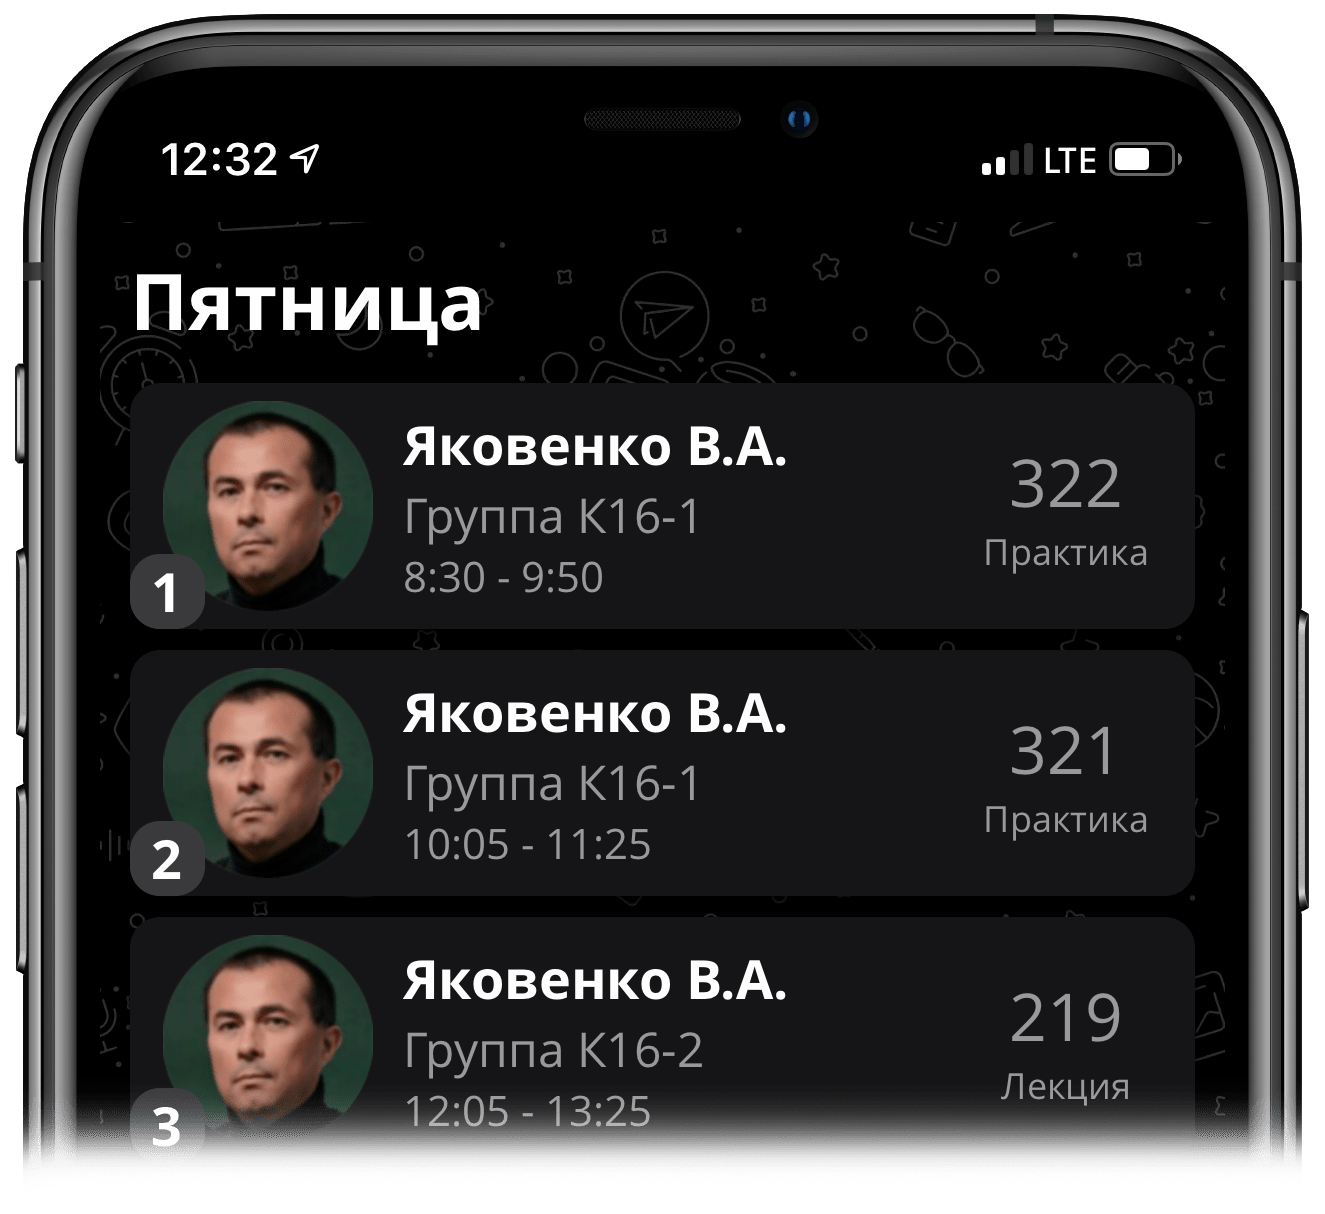 12:32
LTE
Пятница
Яковенко В.А.
Группа К16-1
8:30 - 9:50
322
Практика
1
Яковенко В.А.
Группа К16-1
10:05 - 11:25
321
Практика
2
Яковенко В.А.
Группа К16-2
12:05 - 13:25
219
Лекция
3